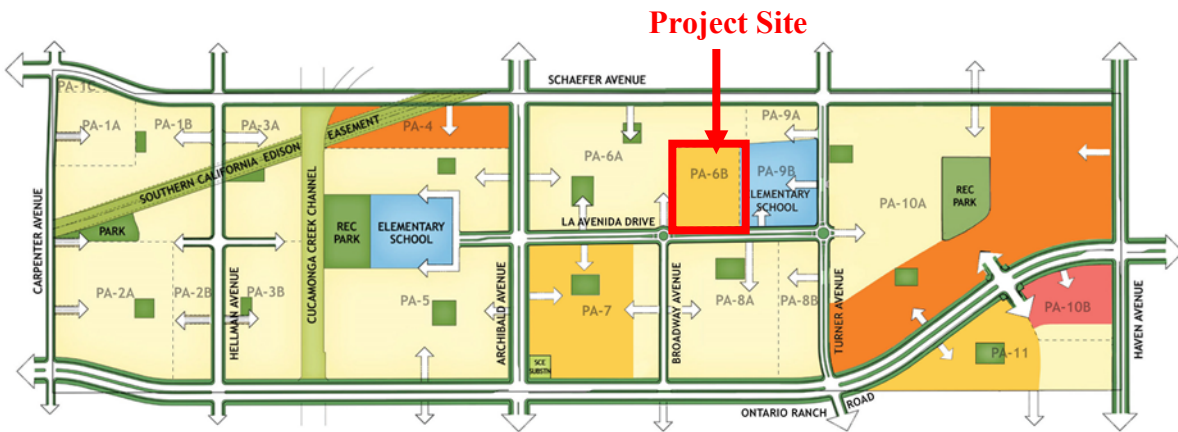 Project Site
SCHAEFER AVENUE
PA-1C
PA-1A
PA-1B
PA-3A
PA-4
PA-9A
PA-6A
PA-6B
PA-9B
ELEMENTARY
SCHOOL
PA-10A
REC
PARK
SOUTHERN CALIFORNIA EDISON EASEMENT
CARPENTER AVENUE
PARK
CUCAMONGA CREEK CHANNEL
REC
PARK
ELEMENTARY
SCHOOL
LA AVENIDA DRIVE
PA-2A
PA-2B
HELLMAN AVENUE
PA-3B
PA-5
ARCHIBALD AVENUE
PA-7
SCE
SUBSTN
BROADWAY AVENUE
PA-8A
PA-8B
TURNER AVENUE
PA-10B
PA-11
HAVEN AVENUE
ONTARIO RANCH ROAD